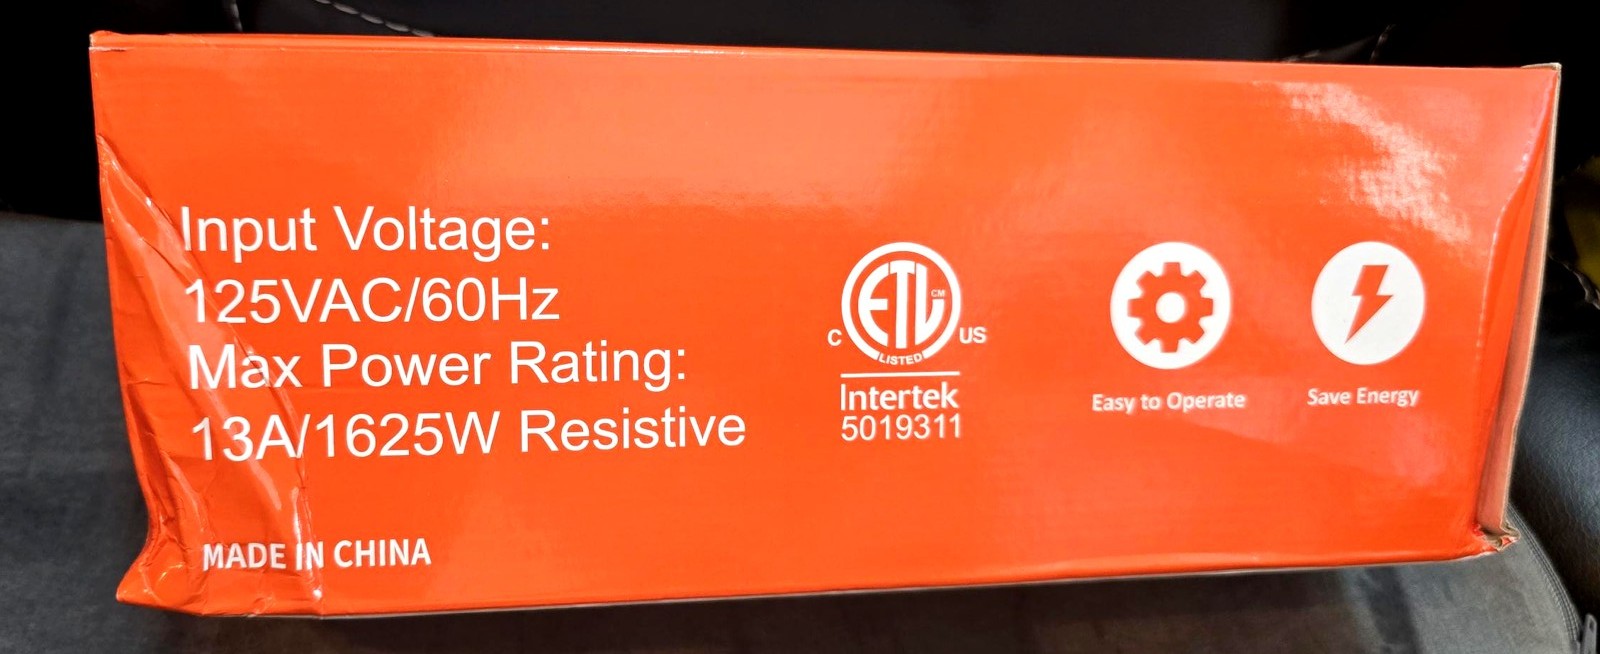 Input Voltage:
125VAC/60Hz
Max Power Rating:
13A/1625W Resistive
MADE IN CHINA
ETL CM
LISTED
C US
Intertek
5019311
Easy to Operate
Save Energy